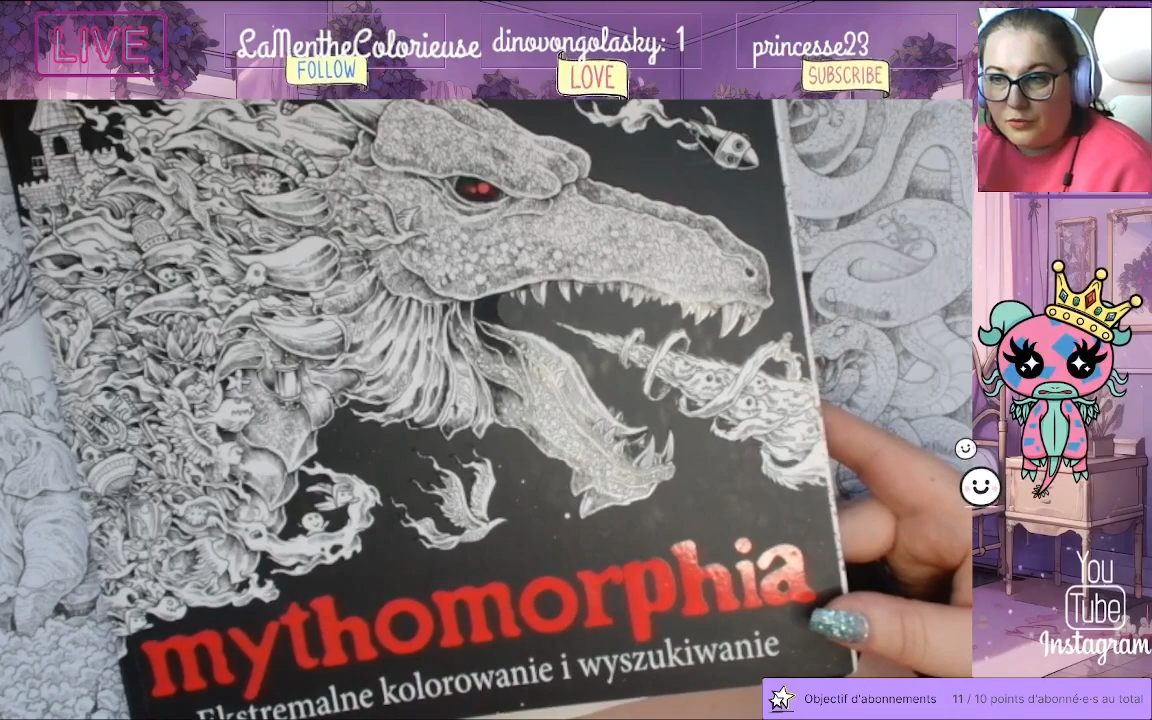 LIVE
LaMentheColorieuse
FOLLOW
dinovongolasky: 1
LOVE
princesse23
SUBSCRIBE
mythomorphia
Ekstremalne kolorowanie i wyszukiwanie
You
Tube
Instagram
Objectif d'abonnements 11 / 10 points d'abonné·e·s au total